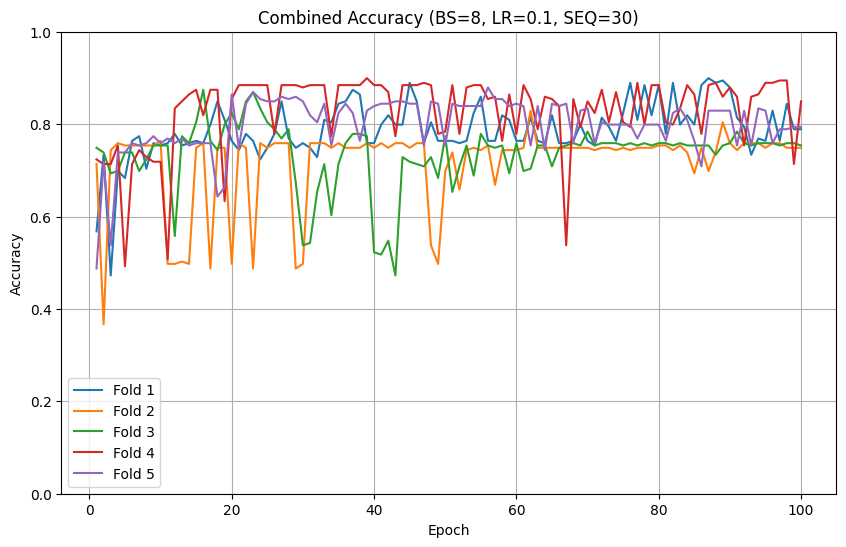 Combined Accuracy (BS=8, LR=0.1, SEQ=30)
1.0
0.8
0.6
0.4
0.2
0.0
Accuracy
Fold 1
Fold 2
Fold 3
Fold 4
Fold 5
0 20 40 60 80 100
Epoch